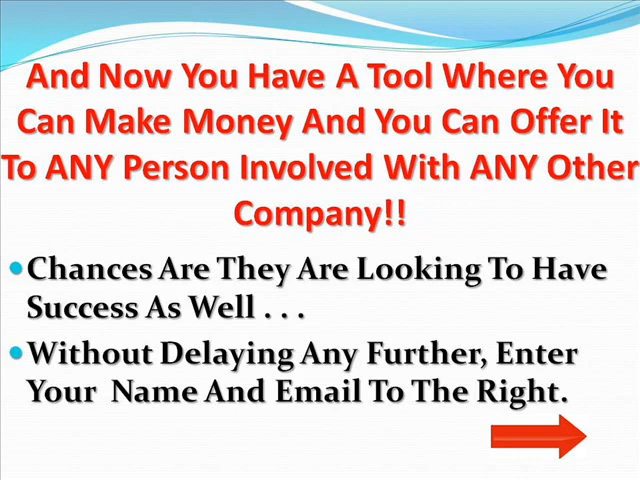 And Now You Have A Tool Where You
Can Make Money And You Can Offer It
To ANY Person Involved With ANY Other
Company!!
Chances Are They Are Looking To Have
Success As Well . . .
Without Delaying Any Further, Enter
Your  Name And Email To The Right.